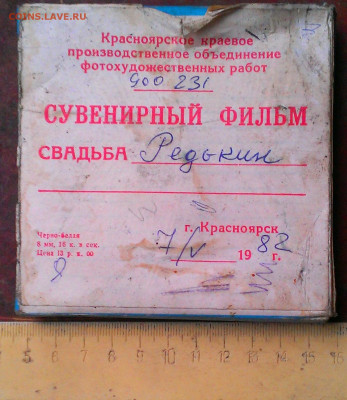 COINS.LAVE.RU
Красноярское краевое
производственное объединение
фотохудожественных работ
900 231
СУВЕНИРНЫЙ ФИЛЬМ
СВАДЬБА Редькин
г. Красноярск
7/V 1982 г.
Черно-белая
8 мм, 16 к. в сек.
Цена 12 р. к. 00
4 5 6 7 8 9 10 11 12 13 14 15 16